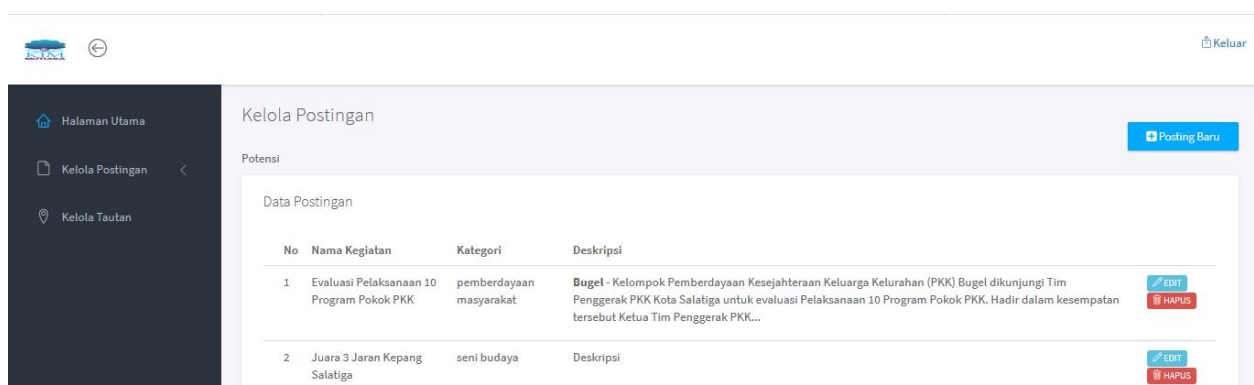 KIM
MUTIARA
Keluar
Halaman Utama
Kelola Postingan
Kelola Tautan
Kelola Postingan
Posting Baru
Potensi
Data Postingan
No Nama Kegiatan Kategori Deskripsi
1 Evaluasi Pelaksanaan 10 pemberdayaan Bugel - Kelompok Pemberdayaan Kesejahteraan Keluarga Kelurahan (PKK) Bugel dikunjungi Tim EDIT
Program Pokok PKK masyarakat Penggerak PKK Kota Salatiga untuk evaluasi Pelaksanaan 10 Program Pokok PKK. Hadir dalam kesempatan HAPUS
tersebut Ketua Tim Penggerak PKK...
2 Juara 3 Jaran Kepang seni budaya Deskripsi EDIT
Salatiga HAPUS